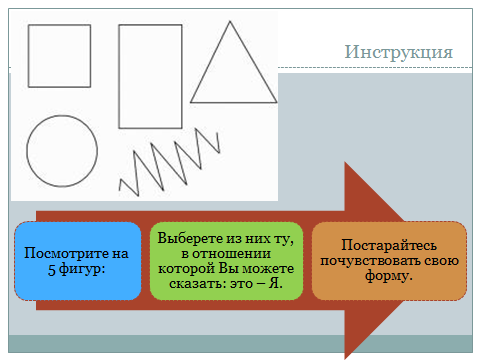 Инструкция
Посмотрите на
5 фигур:
Выберете из них ту,
в отношении
которой Вы можете
сказать: это – Я.
Постарайтесь
почувствовать свою
форму.